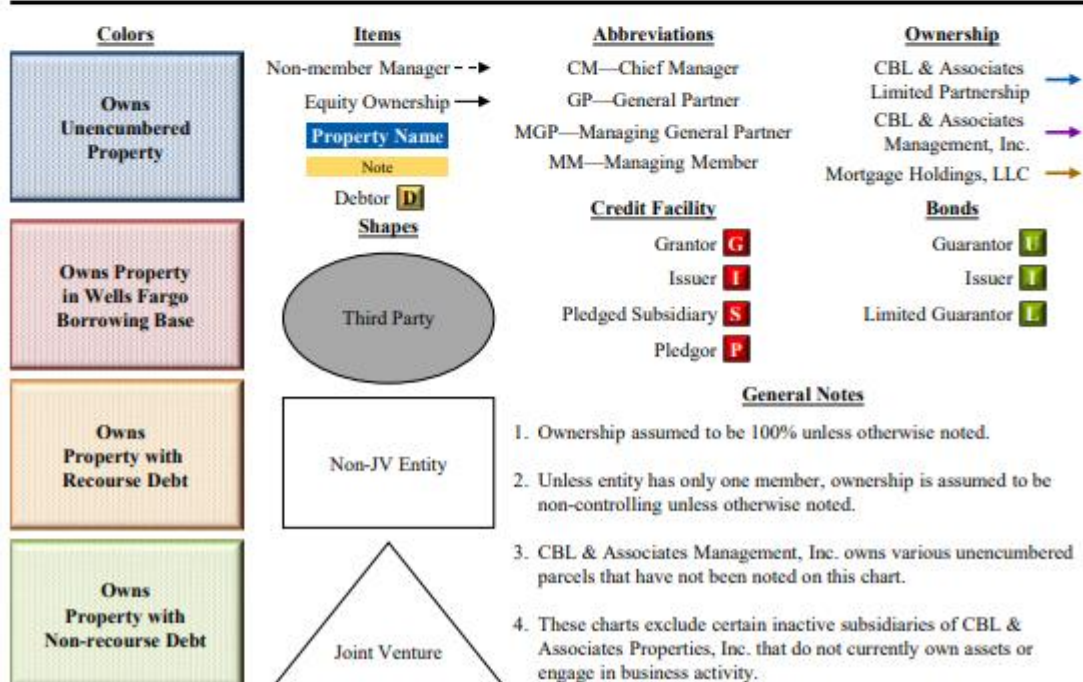 Colors
Owns
Unencumbered
Property
Owns Property
in Wells Fargo
Borrowing Base
Owns
Property with
Recourse Debt
Owns
Property with
Non-recourse Debt
Items
Non-member Manager
Equity Ownership
Property Name
Note
Debtor D
Shapes
Third Party
Non-JV Entity
Joint Venture
Abbreviations
CM—Chief Manager
GP—General Partner
MGP—Managing General Partner
MM—Managing Member
Ownership
CBL & Associates
Limited Partnership
CBL & Associates
Management, Inc.
Mortgage Holdings, LLC
Credit Facility
Grantor G
Issuer I
Pledged Subsidiary S
Pledgor P
Bonds
Guarantor U
Issuer I
Limited Guarantor L
General Notes
1. Ownership assumed to be 100% unless otherwise noted.
2. Unless entity has only one member, ownership is assumed to be
non-controlling unless otherwise noted.
3. CBL & Associates Management, Inc. owns various unencumbered
parcels that have not been noted on this chart.
4. These charts exclude certain inactive subsidiaries of CBL &
Associates Properties, Inc. that do not currently own assets or
engage in business activity.